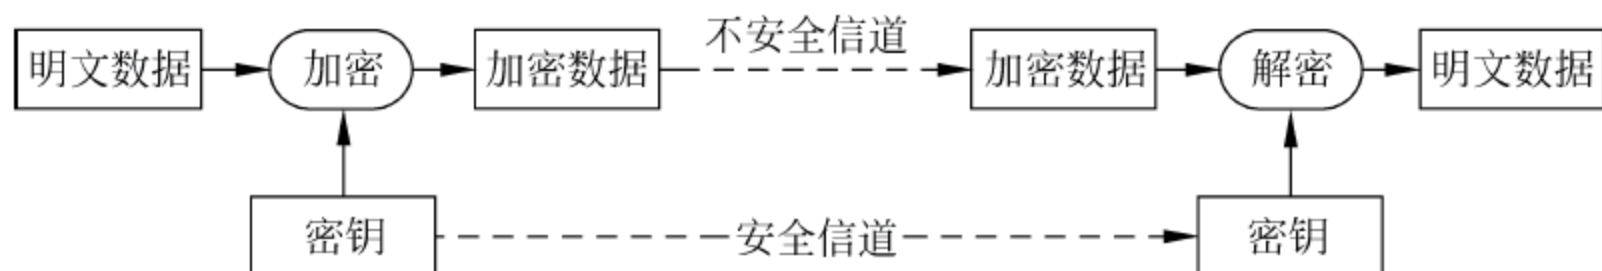 不安全信道
明文数据 加密 加密数据 加密数据 解密 明文数据
密钥 安全信道 密钥